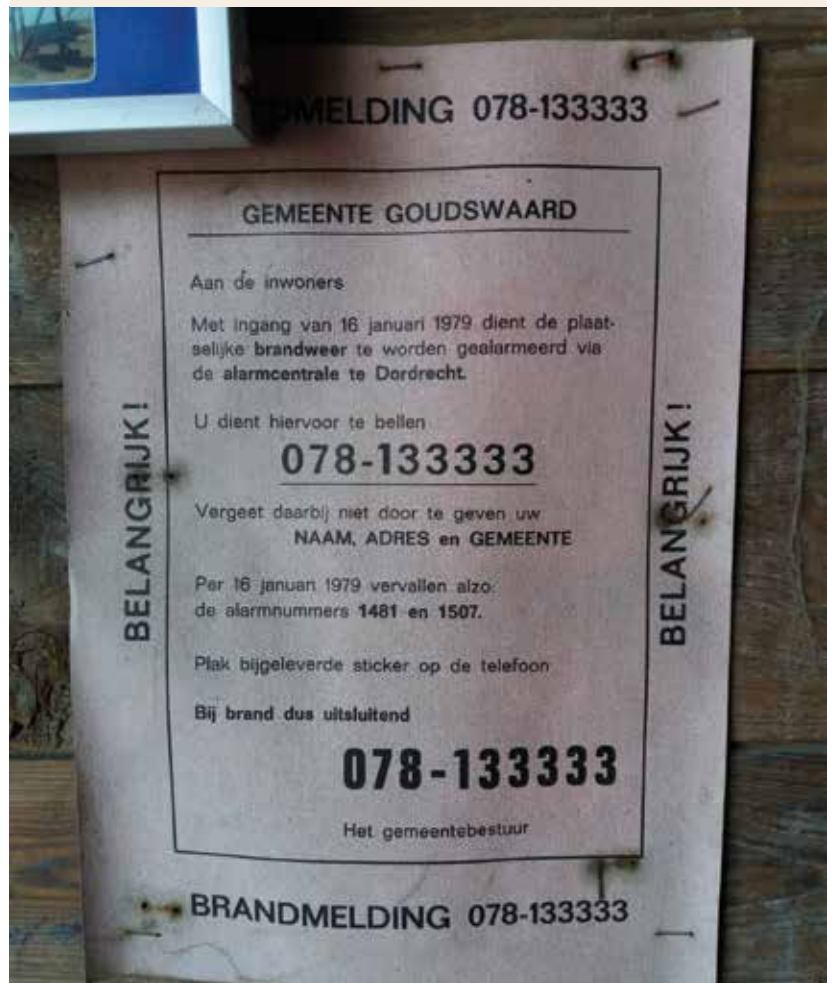 MELDING 078-133333
GEMEENTE GOUDSWAARD
Aan de inwoners
Met ingang van 16 januari 1979 dient de plaat-
selijke brandweer te worden gealarmeerd via
de alarmcentrale te Dordrecht.
U dient hiervoor te bellen
078-133333
Vergeet daarbij niet door te geven uw
NAAM, ADRES en GEMEENTE
Per 16 januari 1979 vervallen alzo:
de alarmnummers 1481 en 1507.
Plak bijgeleverde sticker op de telefoon
Bij brand dus uitsluitend
078-133333
Het gemeentebestuur
BRANDMELDING 078-133333
BELANGRIJK!
BELANGRIJK!